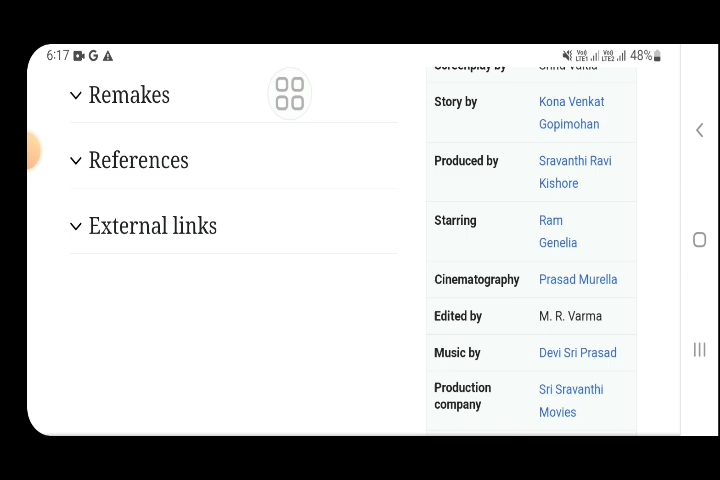 6:17
48%
Remakes
References
External links
Story by Kona Venkat
Gopimohan
Produced by Sravanthi Ravi
Kishore
Starring Ram
Genelia
Cinematography Prasad Murella
Edited by M. R. Varma
Music by Devi Sri Prasad
Production
company
Sri Sravanthi
Movies